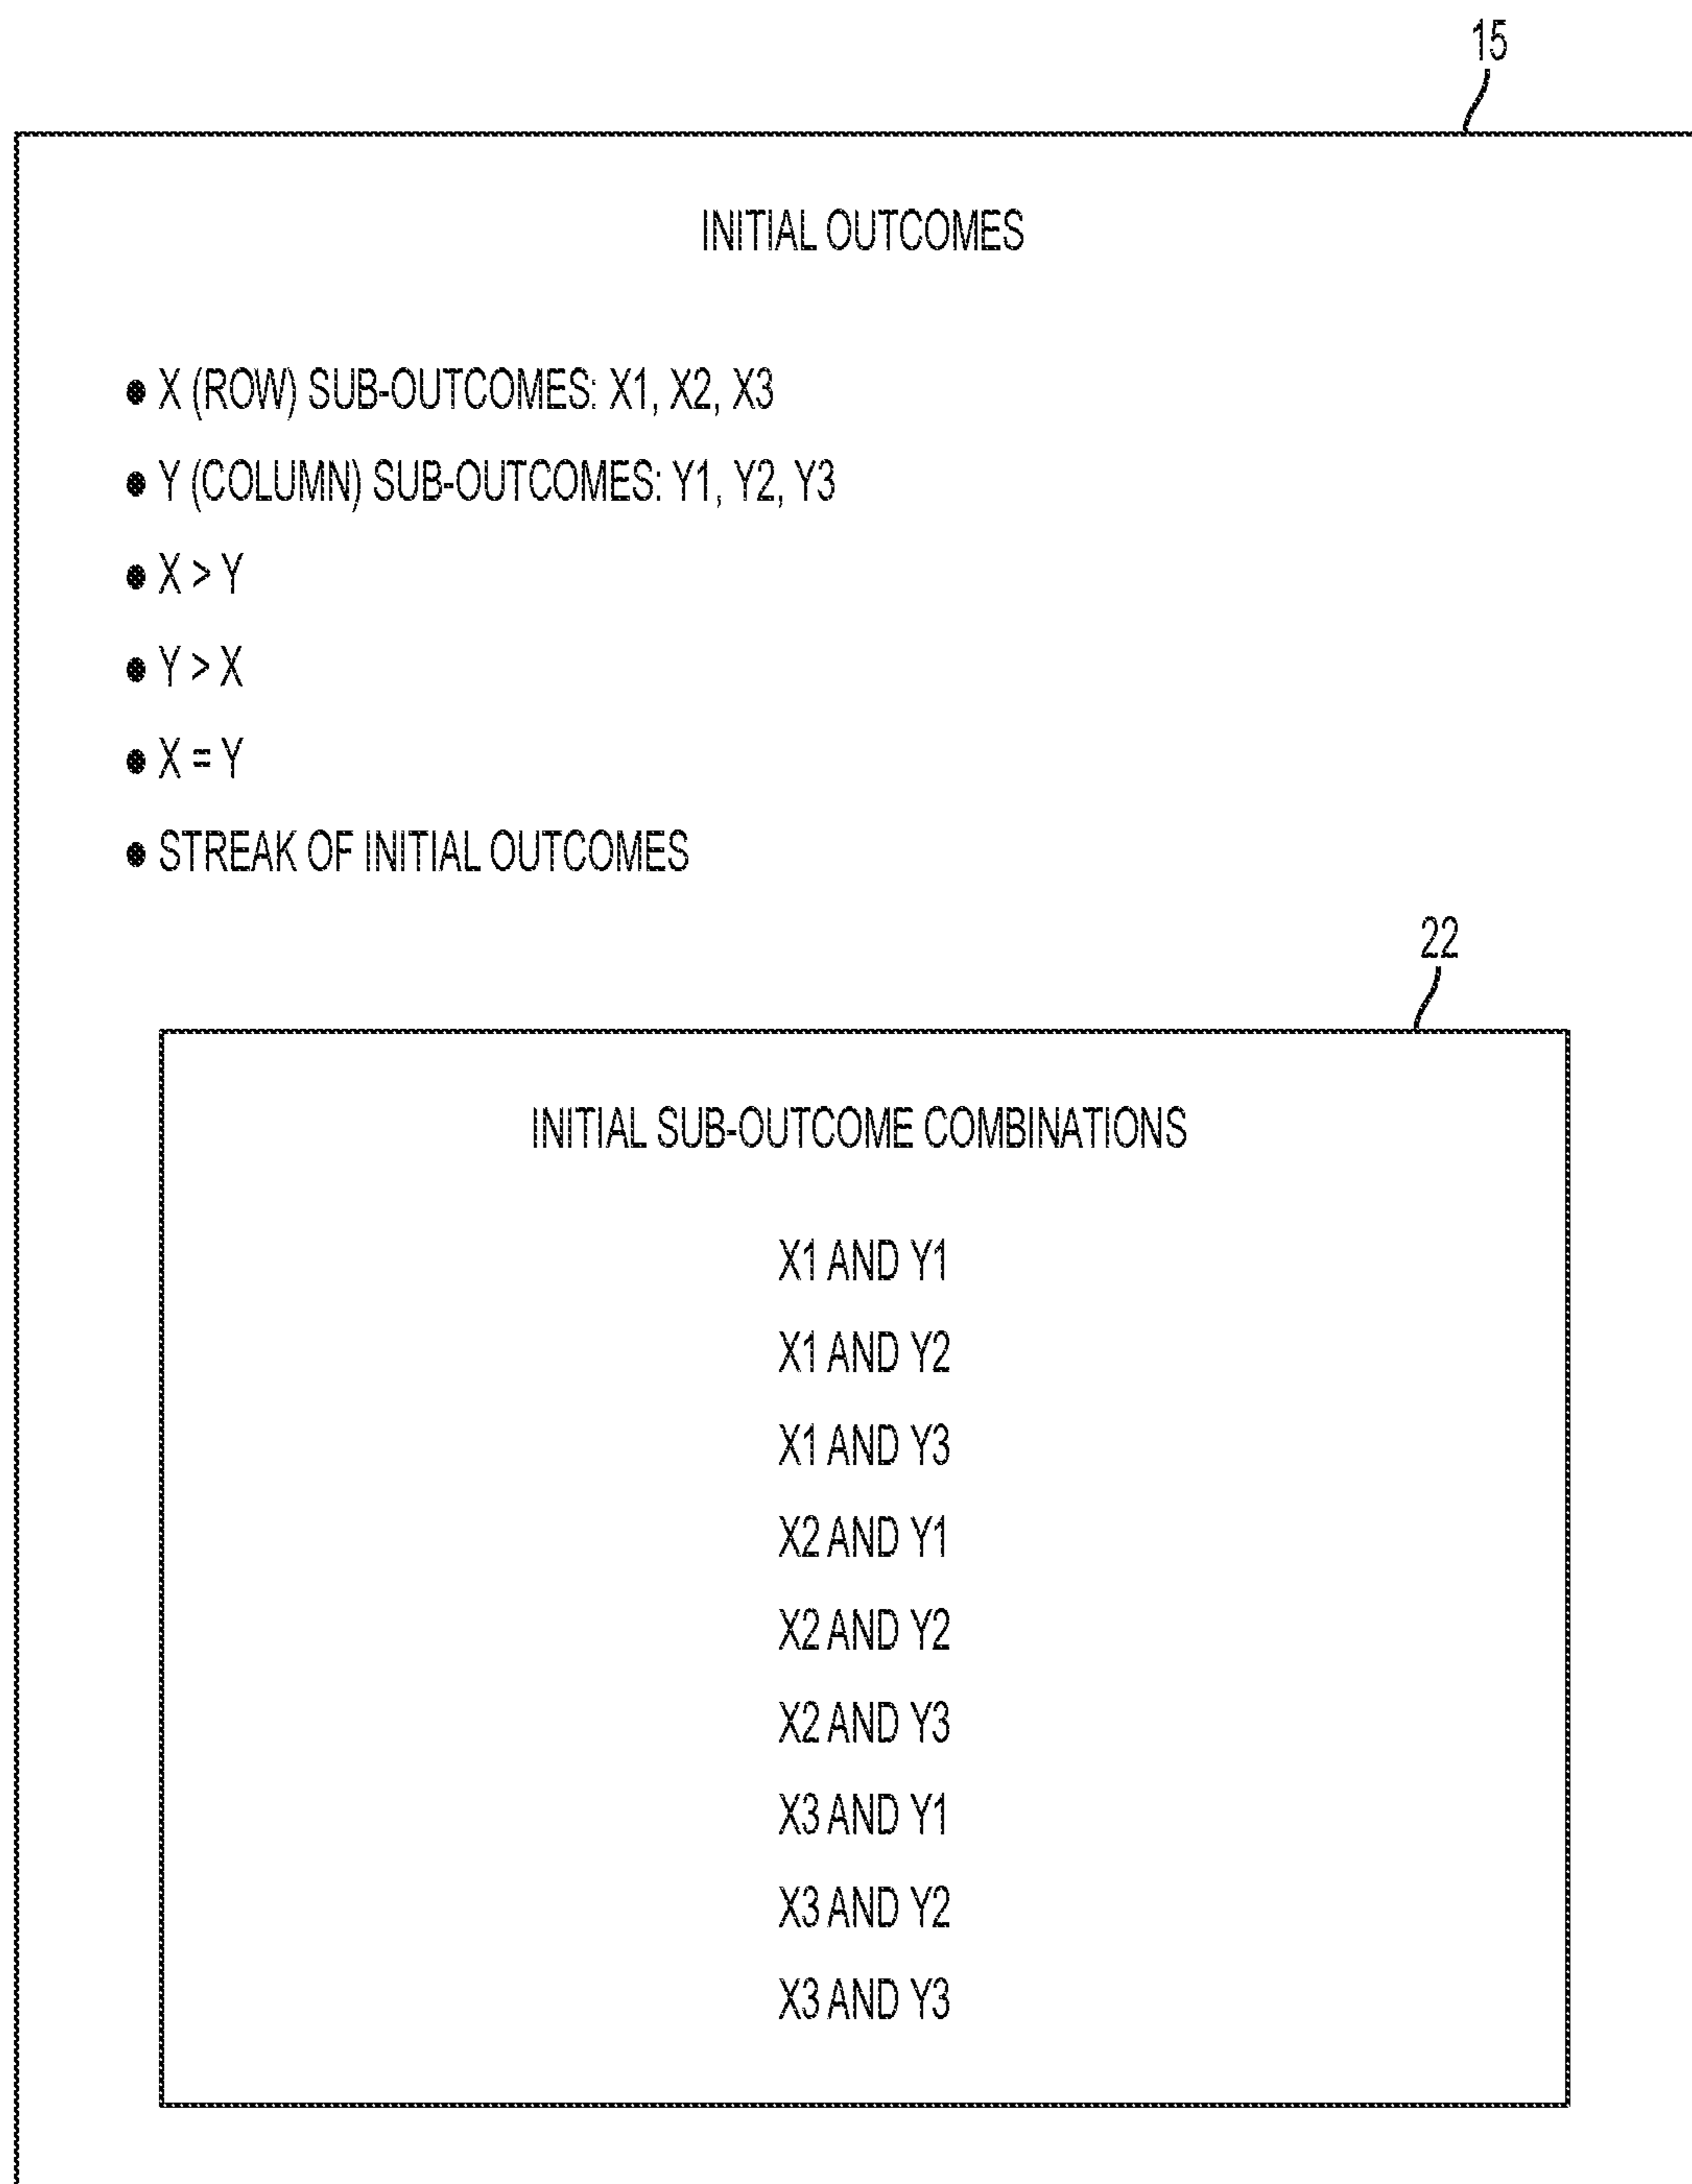 15
INITIAL OUTCOMES
● X (ROW) SUB-OUTCOMES: X1, X2, X3
● Y (COLUMN) SUB-OUTCOMES: Y1, Y2, Y3
● X > Y
● Y > X
● X = Y
● STREAK OF INITIAL OUTCOMES
22
INITIAL SUB-OUTCOME COMBINATIONS
X1 AND Y1
X1 AND Y2
X1 AND Y3
X2 AND Y1
X2 AND Y2
X2 AND Y3
X3 AND Y1
X3 AND Y2
X3 AND Y3